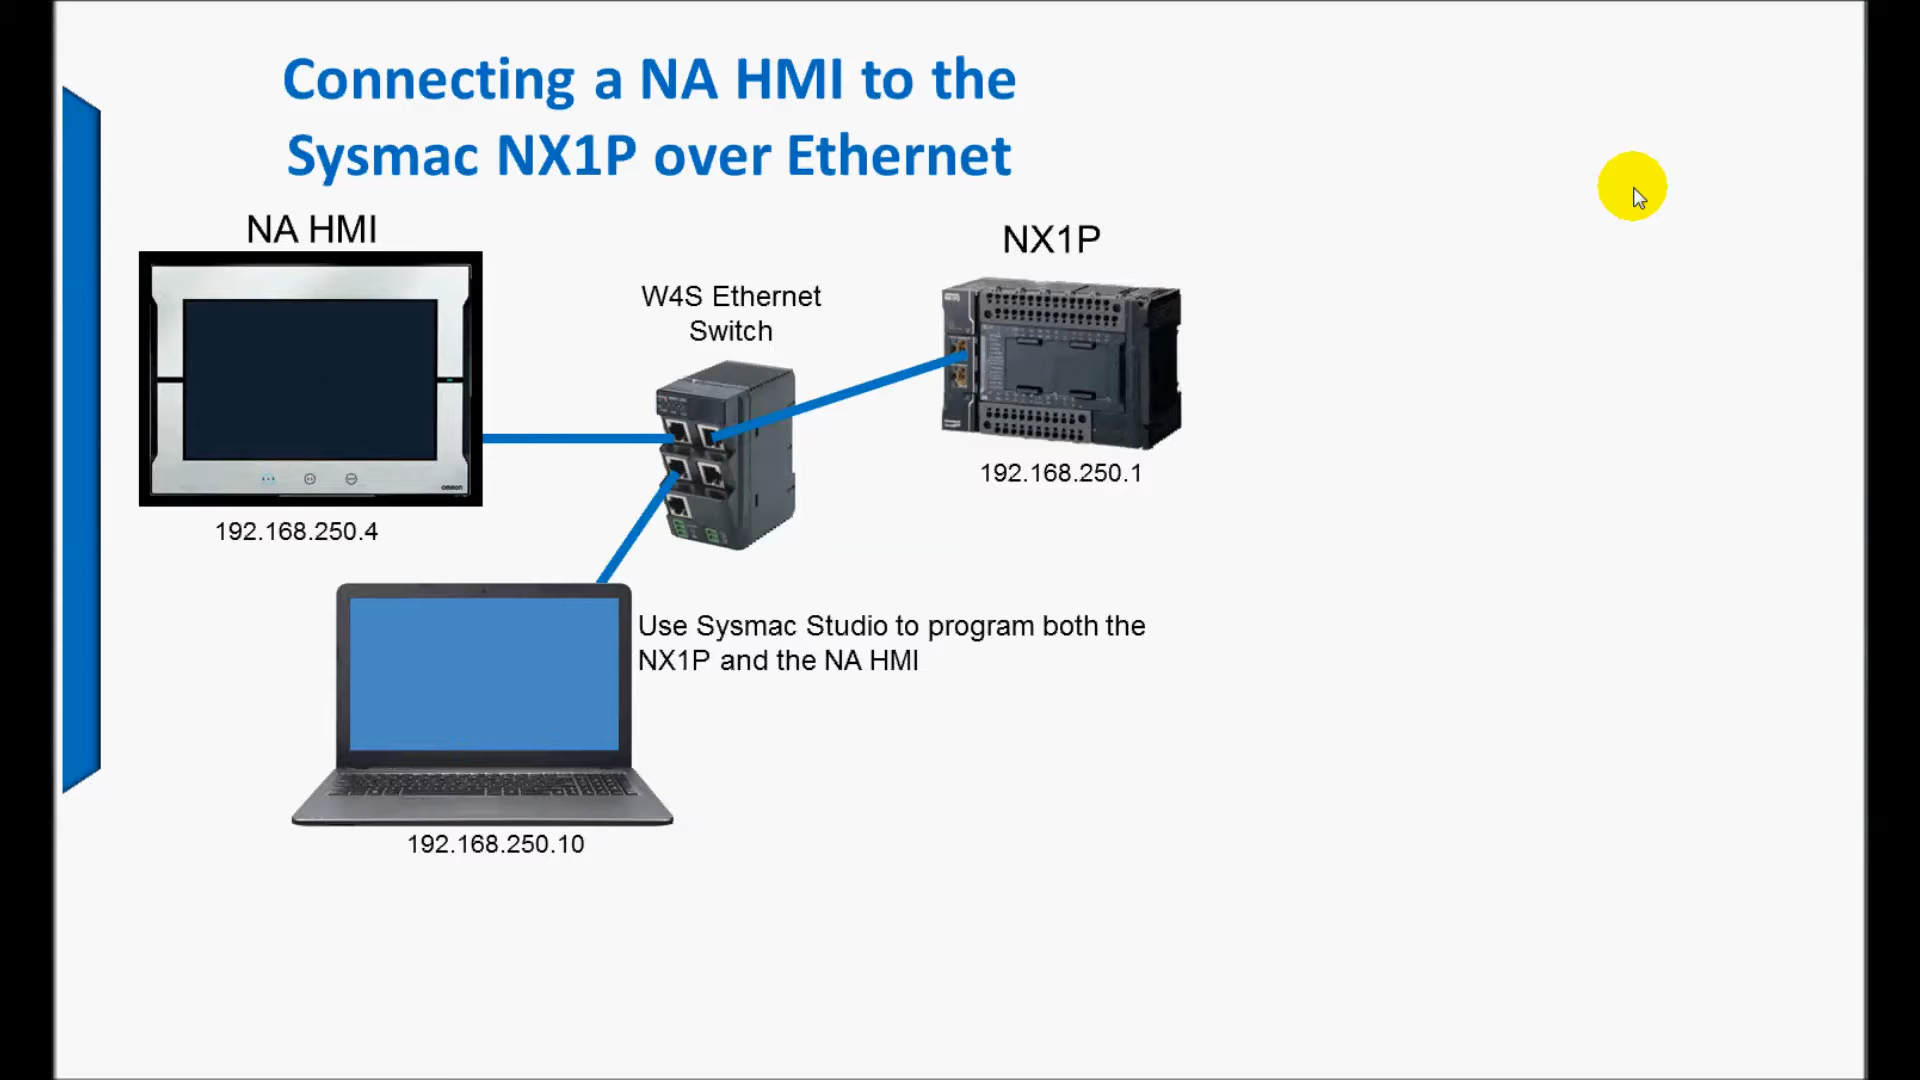 Connecting a NA HMI to the
Sysmac NX1P over Ethernet
NA HMI
NX1P
W4S Ethernet
Switch
OMRON
192.168.250.1
192.168.250.4
Use Sysmac Studio to program both the
NX1P and the NA HMI
192.168.250.10